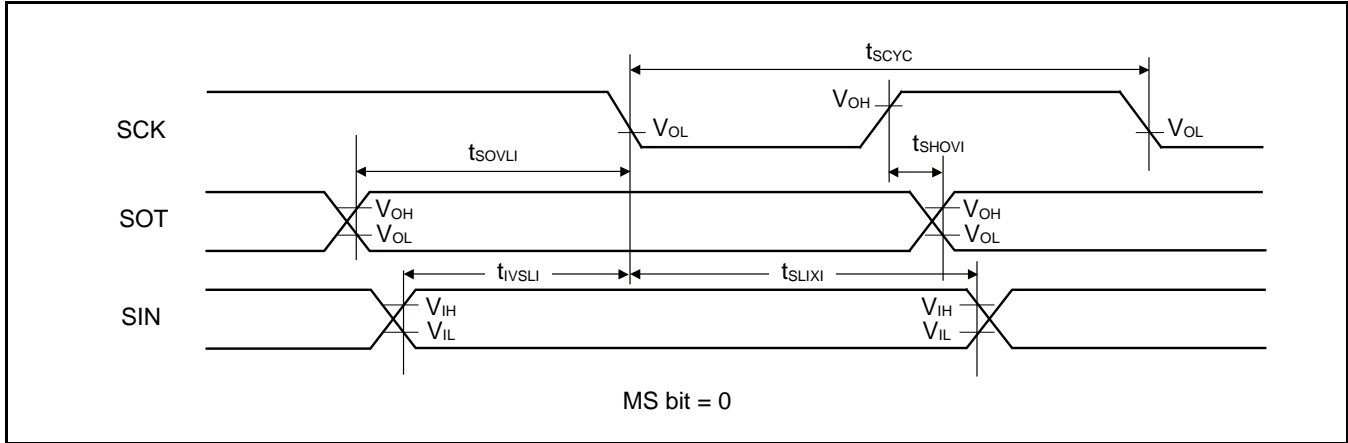 tSCYC
SCK
VOH
VOL
VOL
tSOVLI
tSHOVI
SOT
VOH
VOL
VOH
VOL
tIVSLI
tSLIXI
SIN
VIH
VIL
VIH
VIL
MS bit = 0